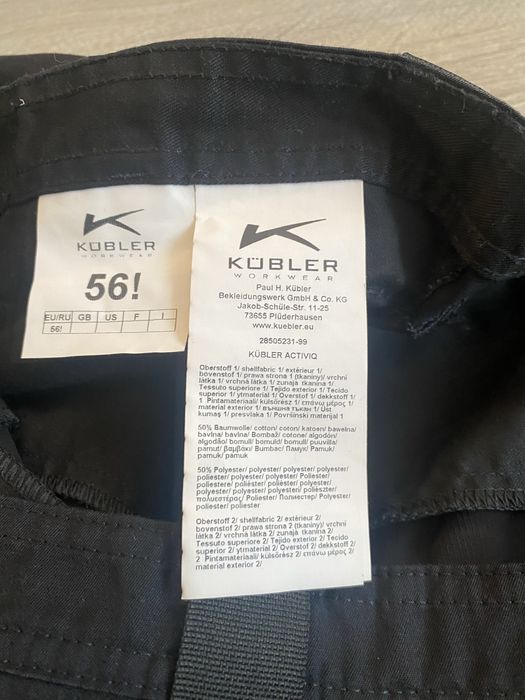 KÜBLER
WORKWEAR
56!
EU/RU GB US F I
56!
KÜBLER
WORKWEAR
Paul H. Kübler
Bekleidungswerk GmbH & Co. KG
Jakob-Schüle-Str. 11-25
73655 Plüderhausen
www.kuebler.eu
28505231-99
KÜBLER ACTIVIQ
Oberstoff 1/ shellfabric 1/ extérieur 1/
bovenstof 1/ prawa strona 1 (tkaniny)/ vrchní
látka 1/ vrchná látka 1/ zunajā tkanina 1/
Tessuto superiore 1/ Tejido exterior 1/ Tecido
superior 1/ ytmaterial 1/ Overstof 1/ dekkstoff 1/
1 Pintamateriaali/ külsőrész 1/ επάνω μέρος 1/
material exterior 1/ външна тъкан 1/ Üst
kumaş 1/ presvlaka 1/ Površinski materijal 1
50% Baumwolle/ cotton/ coton/ katoen/ bawełna/
bavlna/ bavlna/ Bombaž/ cotone/ algodón/
algodão/ bomull/ bomuld/ bomull/ puuvilla/
pamut/ βαμβάκι/ Bumbac/ Памук/ Pamuk/
pamuk/ pamuk
50% Polyester/ polyester/ polyester/ polyester/
poliester/ polyester/ polyester/ Poliester/
poliestere/ poliéster/ poliéster/ polyester/
polyester/ polyester/ polyesteri/ poliészter/
πολυεστέρας/ Poliester/ Полиестер/ Polyester/
poliester/ poliester
Oberstoff 2/ shellfabric 2/ extérieur 2/
bovenstof 2/ prawa strona 2 (tkaniny)/ vrchní
látka 2/ vrchná látka 2/ zunajā tkanina 2/
Tessuto superiore 2/ Tejido exterior 2/ Tecido
superior 2/ ytmaterial 2/ Overstof 2/ dekkstoff 2/
2 Pintamateriaali/ külsőrész 2/ επάνω μέρος 2/
material exterior 2/